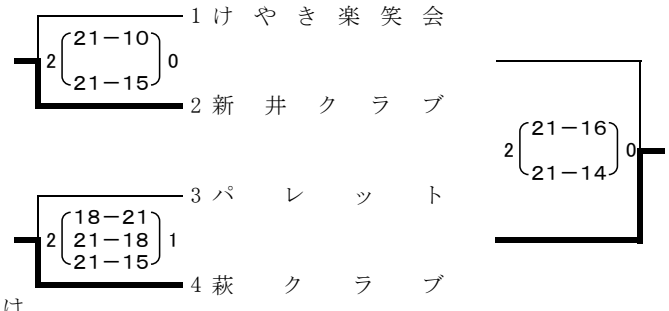 1 けやき楽笑会
2 ( 21-10 21-15 ) 0
2 新井クラブ
2 ( 21-16 21-14 ) 0
3 パレット
2 ( 18-21 21-18 21-15 ) 1
4 萩クラブ
け